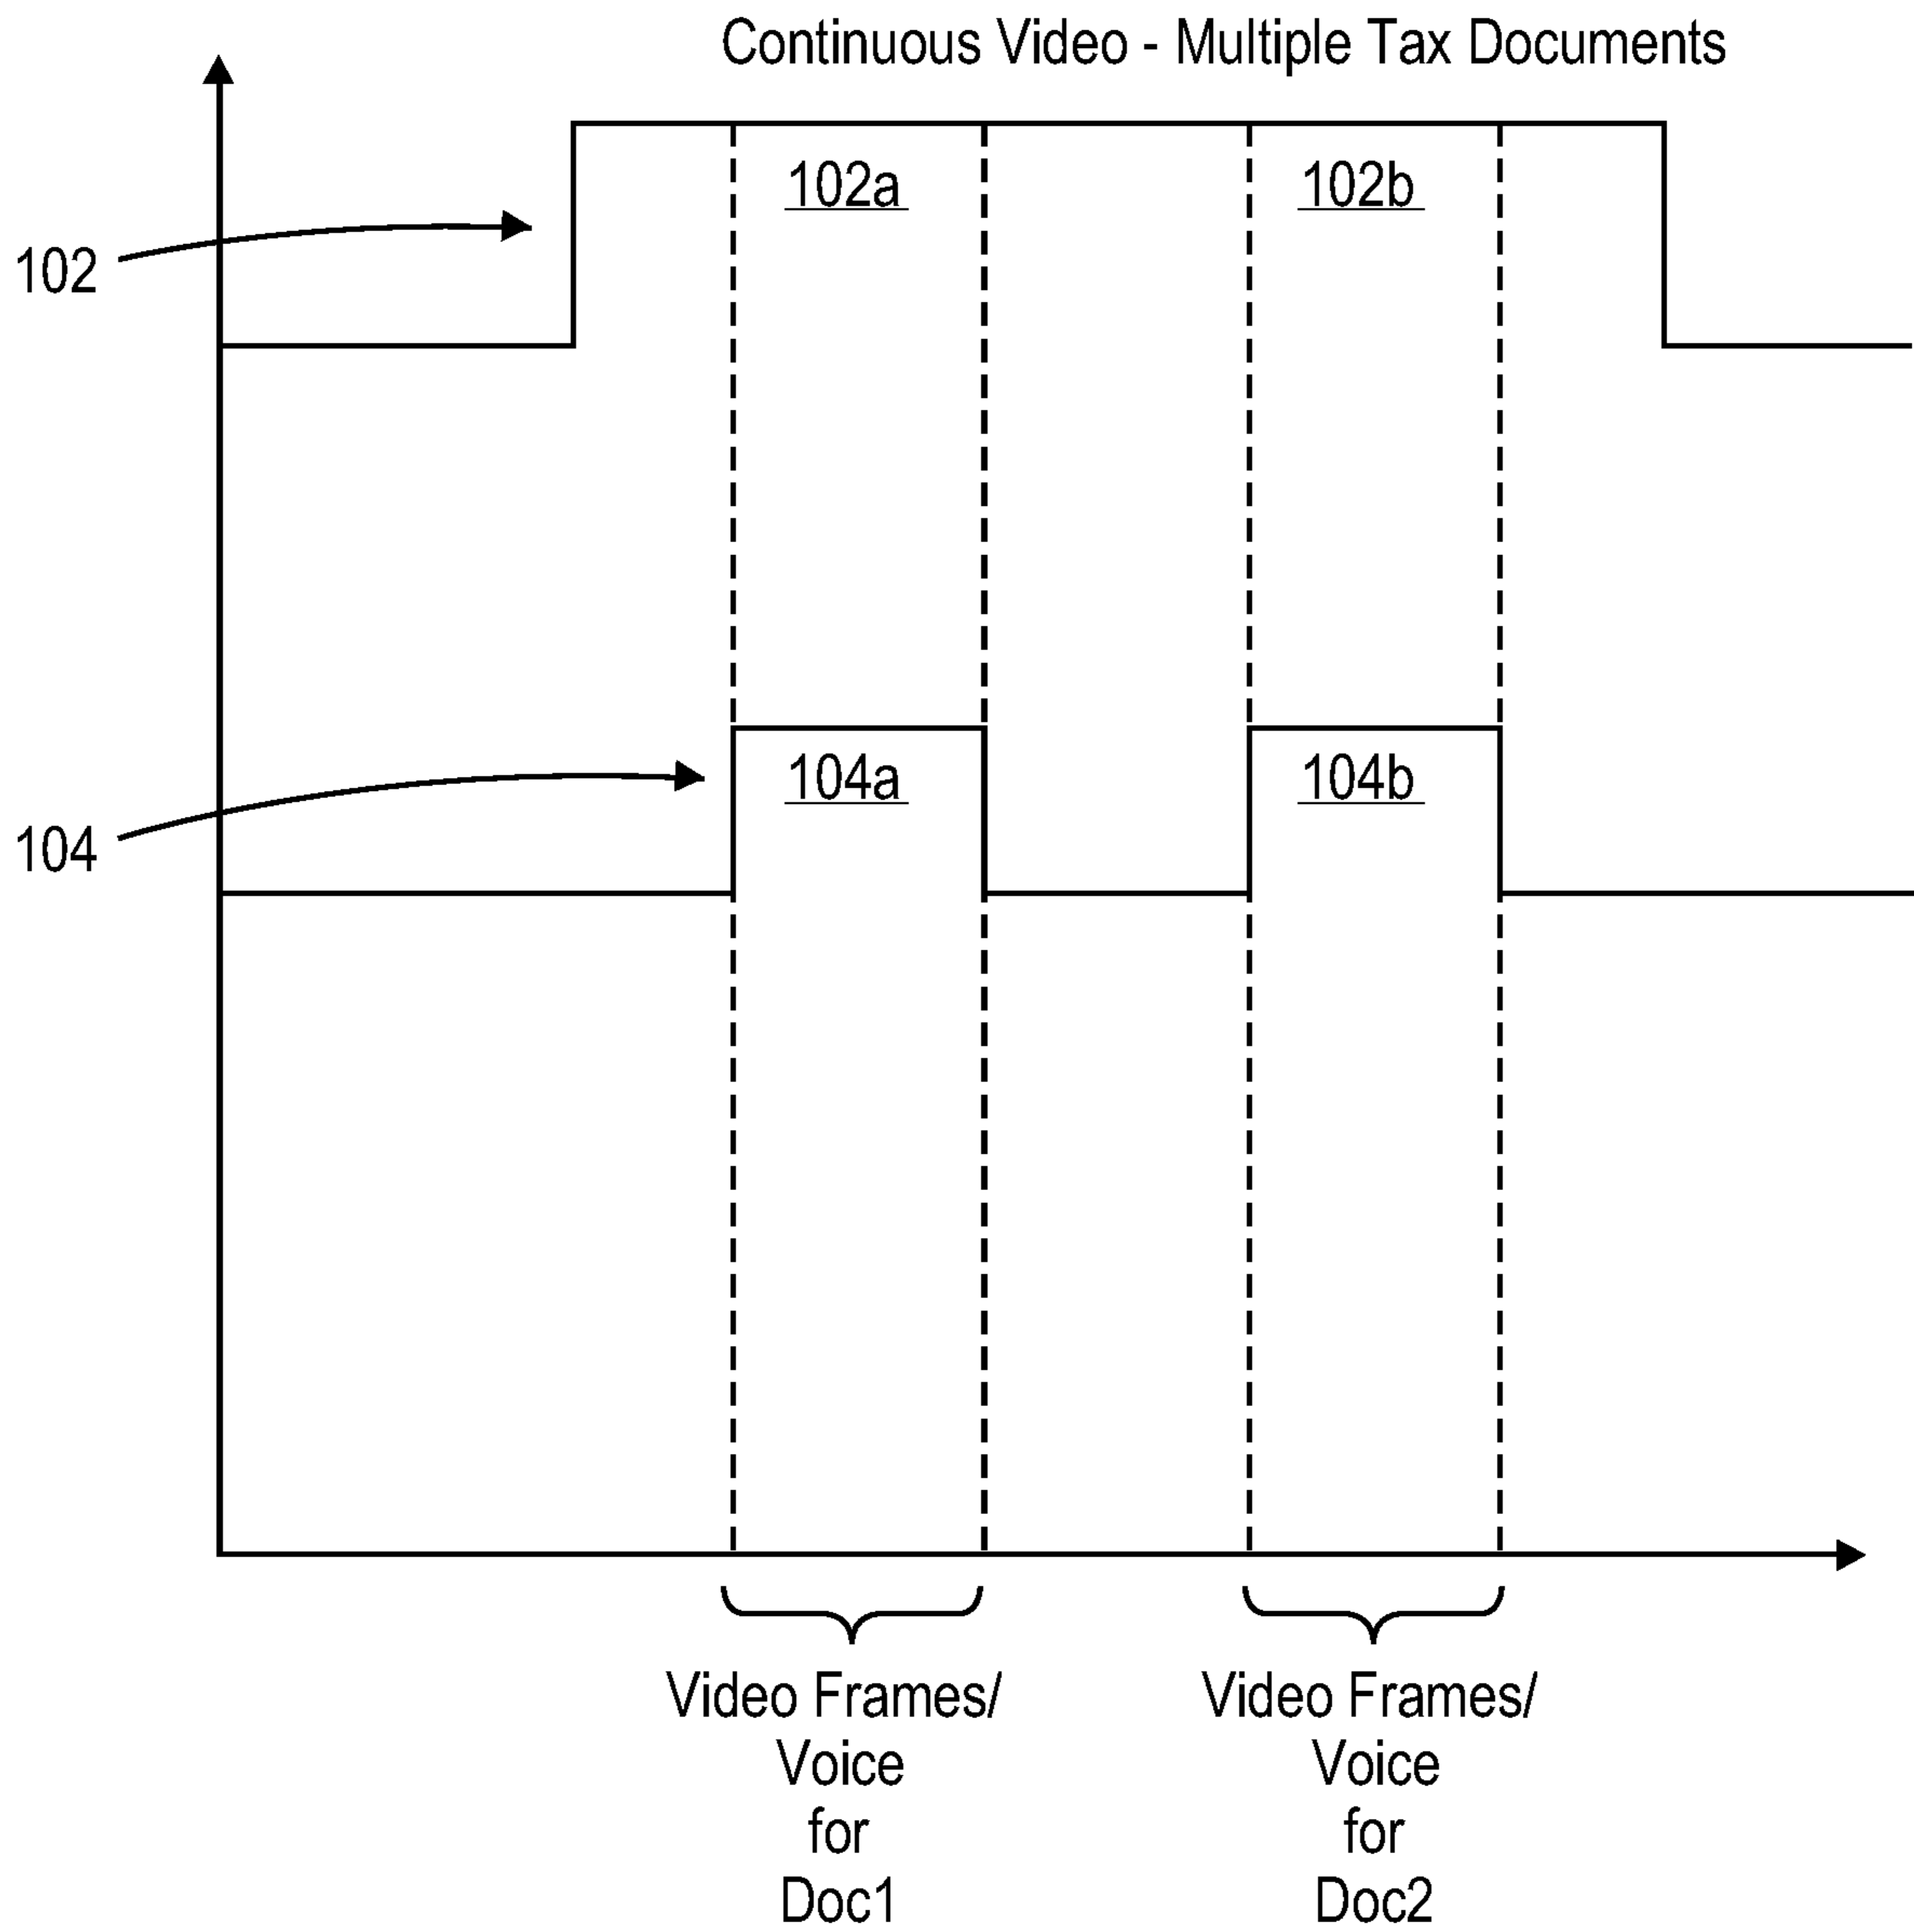 Continuous Video - Multiple Tax Documents
102a
102b
102
104a
104b
104
Video Frames/
Voice
for
Doc1
Video Frames/
Voice
for
Doc2